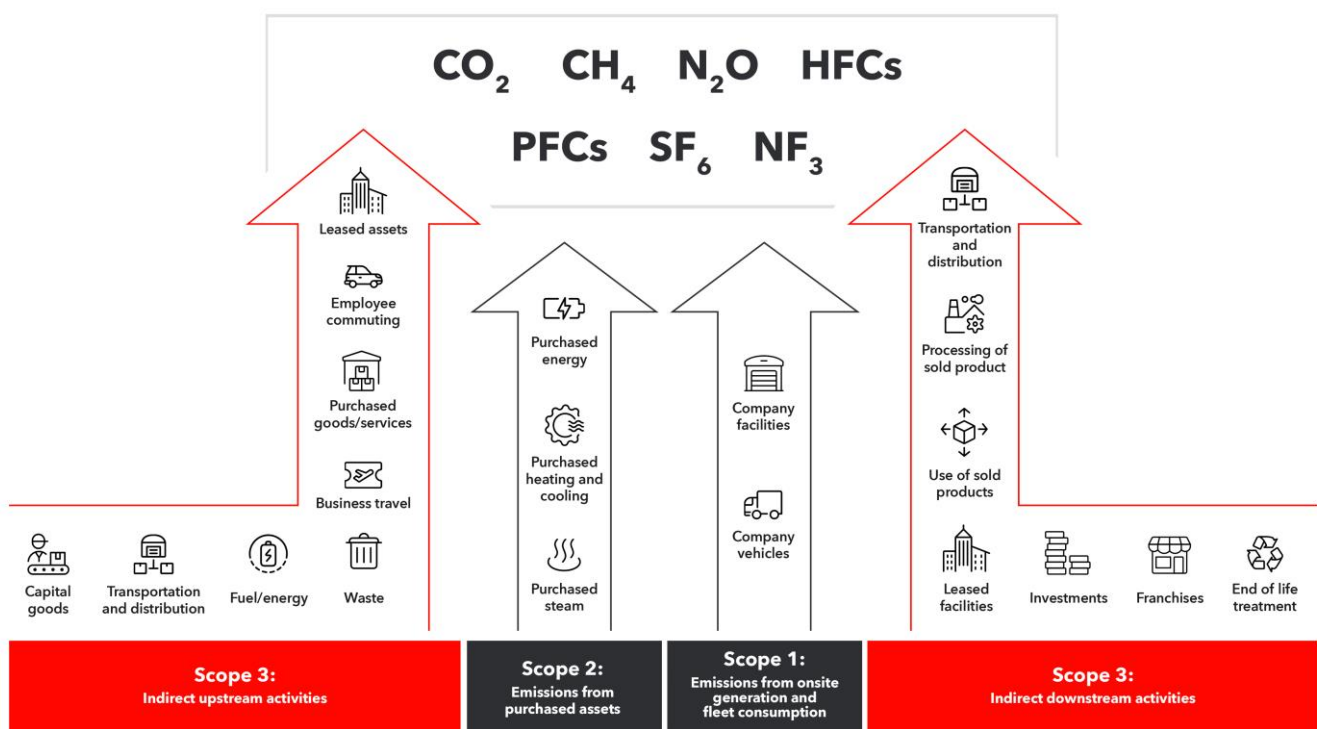 CO₂ CH₄ N₂O HFCs
PFCs SF₆ NF₃
Leased assets
Employee
commuting
Purchased
goods/services
Business travel
Capital
goods
Transportation
and distribution
Fuel/energy
Waste
Purchased
energy
Purchased
heating and
cooling
Purchased
steam
Company
facilities
Company
vehicles
Transportation
and
distribution
Processing of
sold product
Use of sold
products
Leased
facilities
Investments
Franchises
End of life
treatment
Scope 3:
Indirect upstream activities
Scope 2:
Emissions from
purchased assets
Scope 1:
Emissions from onsite
generation and
fleet consumption
Scope 3:
Indirect downstream activities